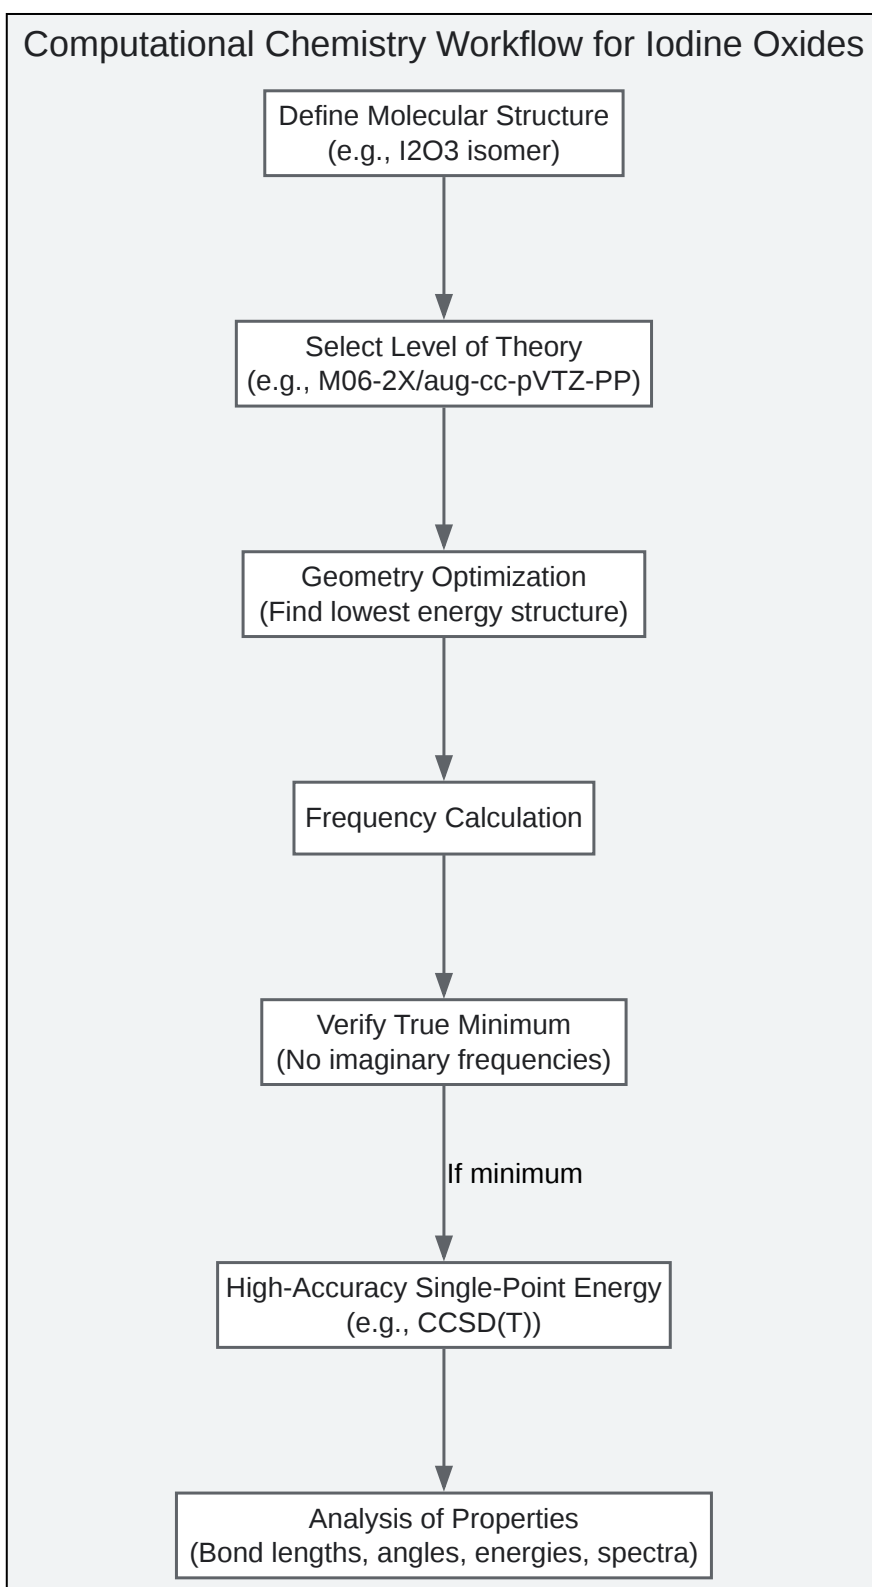 Computational Chemistry Workflow for Iodine Oxides
Define Molecular Structure
(e.g., I2O3 isomer)
Select Level of Theory
(e.g., M06-2X/aug-cc-pVTZ-PP)
Geometry Optimization
(Find lowest energy structure)
Frequency Calculation
Verify True Minimum
(No imaginary frequencies)
If minimum
High-Accuracy Single-Point Energy
(e.g., CCSD(T))
Analysis of Properties
(Bond lengths, angles, energies, spectra)